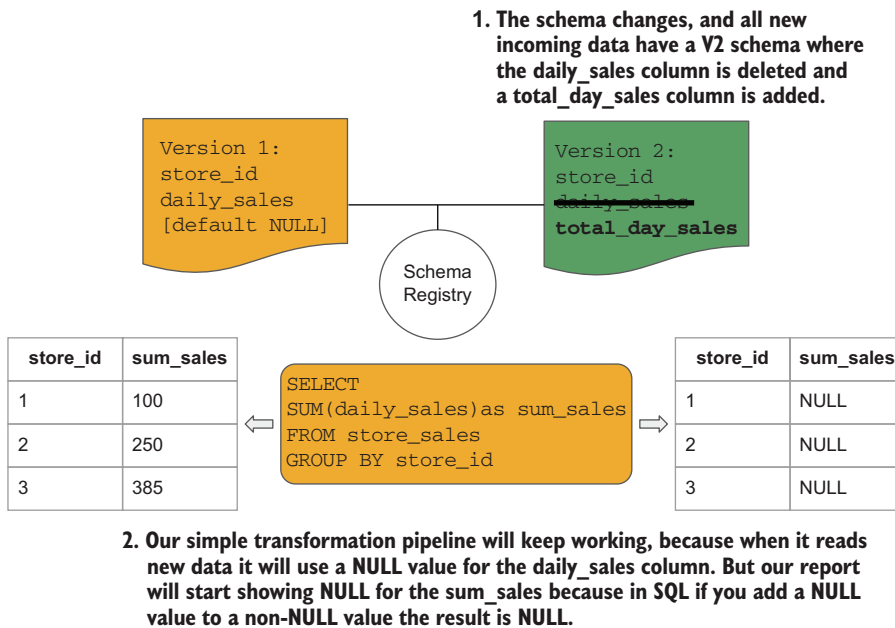 1. The schema changes, and all new
incoming data have a V2 schema where
the daily_sales column is deleted and
a total_day_sales column is added.
Version 1:
store_id
daily_sales
[default NULL]
Version 2:
store_id
daily_sales
total_day_sales
Schema
Registry
store_id sum_sales
1 100
2 250
3 385
SELECT
SUM(daily_sales)as sum_sales
FROM store_sales
GROUP BY store_id
store_id sum_sales
1 NULL
2 NULL
3 NULL
2. Our simple transformation pipeline will keep working, because when it reads
new data it will use a NULL value for the daily_sales column. But our report
will start showing NULL for the sum_sales because in SQL if you add a NULL
value to a non-NULL value the result is NULL.